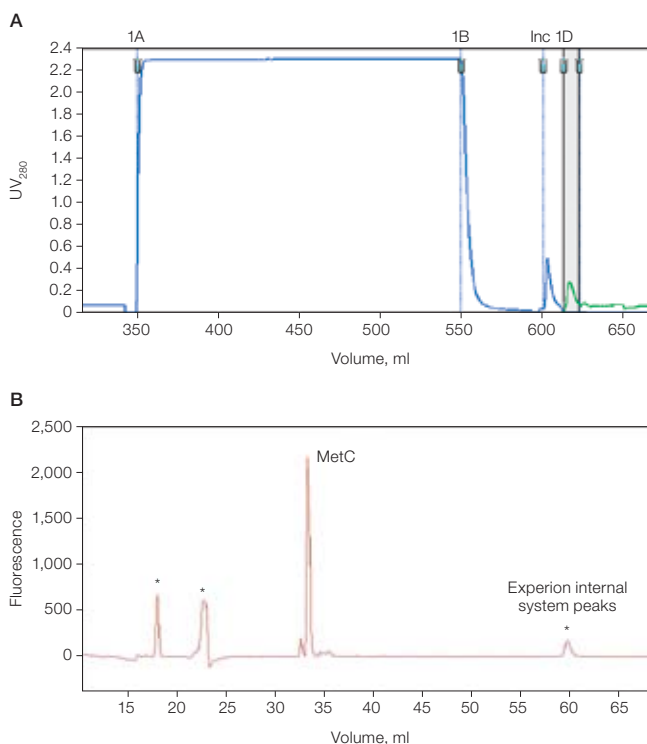 A
1A 1B Inc 1D
2.4
2.2
2.0
1.8
1.6
1.4
1.2
1.0
0.8
0.6
0.4
0.2
0
UV280
350 400 450 500 550 600 650
Volume, ml
B
2,500
2,000
1,500
1,000
500
0
Fluorescence
MetC
* * Experion internal
system peaks
*
15 20 25 30 35 40 45 50 55 60 65
Volume, ml